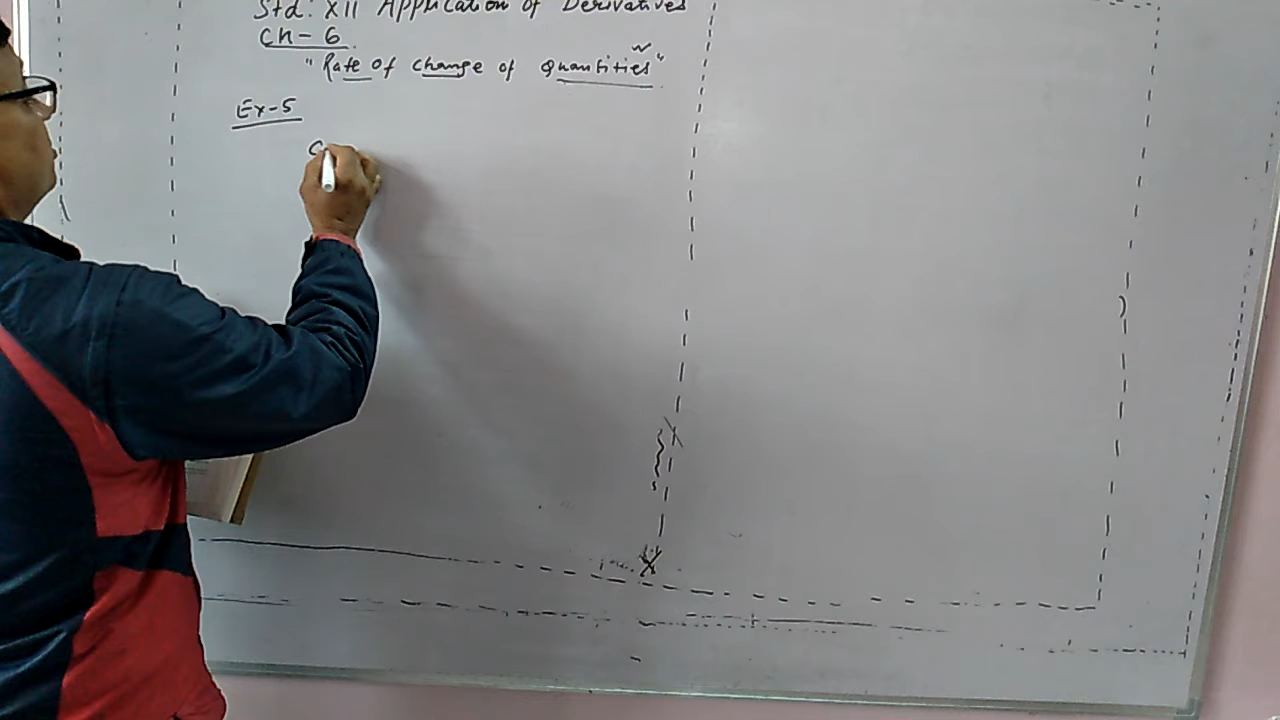 Std: XII Application of Derivatives
Ch-6
"Rate of change of Quantities"
Ex-5
C